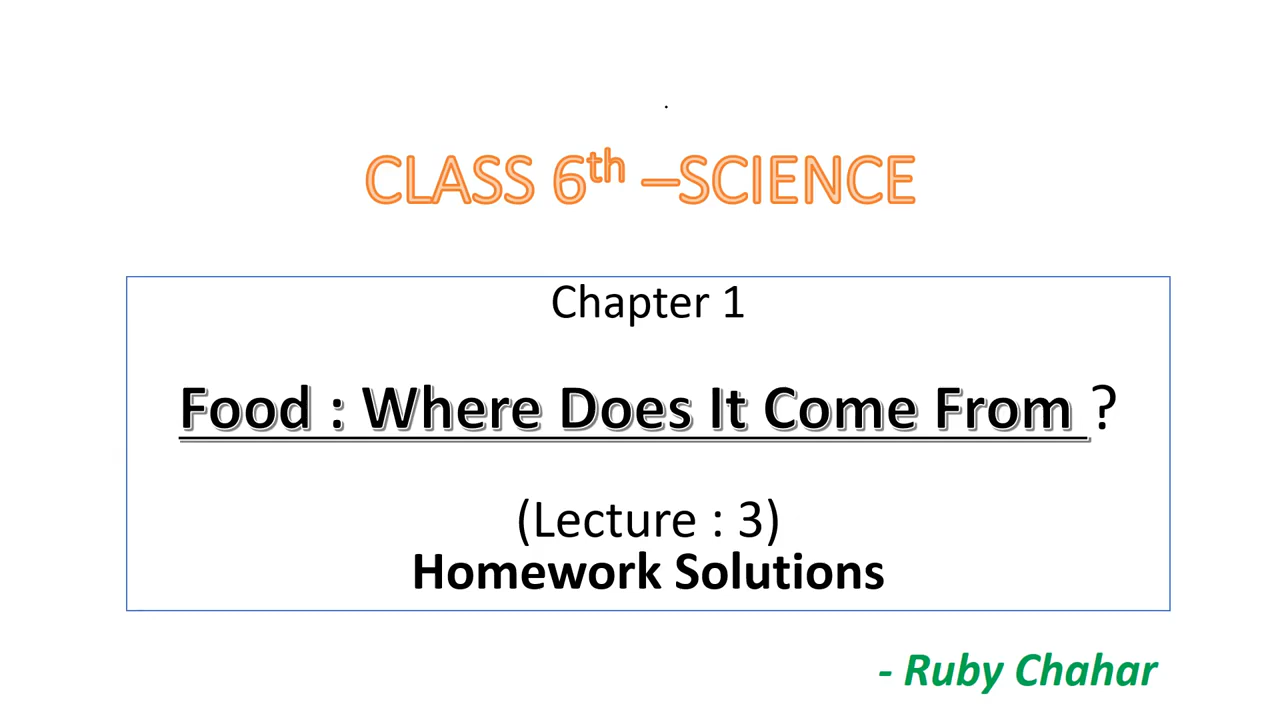 CLASS 6th –SCIENCE
Chapter 1
Food : Where Does It Come From ?
(Lecture : 3)
Homework Solutions
- Ruby Chahar